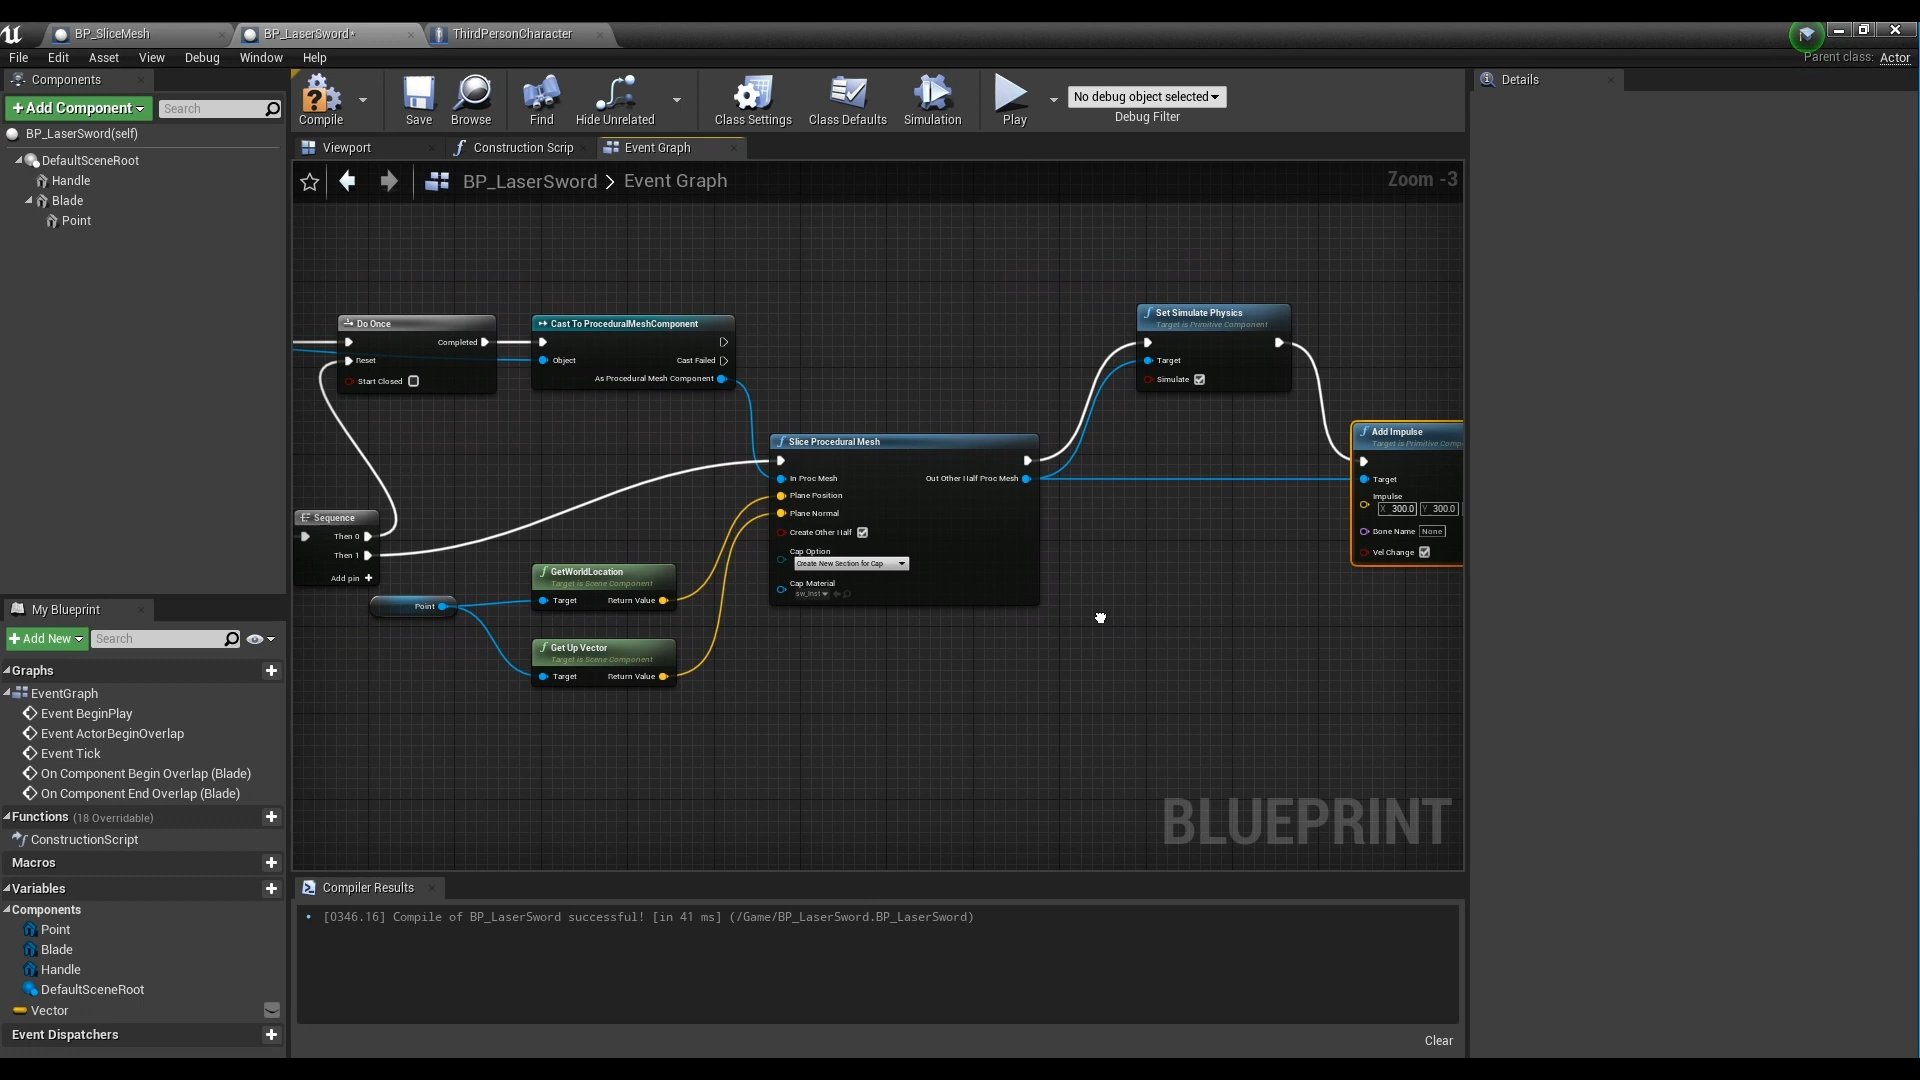 BP_SliceMesh
BP_LaserSword*
ThirdPersonCharacter
File Edit Asset View Window Debug Help
Parent class: Actor
Components
+Add Component
Search
BP_LaserSword(self)
DefaultSceneRoot
Handle
Blade
Point
Compile
Save
Browse
Find
Hide Unrelated
Class Settings
Class Defaults
Simulation
Play
No debug object selected
Debug Filter
Details
Viewport
Construction Scrip
Event Graph
BP_LaserSword > Event Graph
Zoom -3
Do Once
Completed
Reset
Start Closed
Cast To ProceduralMeshComponent
Object
Cast Failed
As Procedural Mesh Component
Set Simulate Physics
Target is Primitive Component
Target
Simulate
Slice Procedural Mesh
In Proc Mesh
Out Other Half Proc Mesh
Plane Position
Plane Normal
Create Other Half
Cap Option
Create New Section for Cap
Cap Material
sw_Inst
Add Impulse
Target is Primitive Comp
Target
Impulse
X 300.0 Y 300.0
Bone Name None
Vel Change
Sequence
Then 0
Then 1
Add pin +
Point
GetWorldLocation
Target is Scene Component
Target
Return Value
Get Up Vector
Target is Scene Component
Target
Return Value
BLUEPRINT
My Blueprint
+Add New
Search
Graphs
EventGraph
Event BeginPlay
Event ActorBeginOverlap
Event Tick
On Component Begin Overlap (Blade)
On Component End Overlap (Blade)
Functions (18 Overridable)
ConstructionScript
Macros
Variables
Components
Point
Blade
Handle
DefaultSceneRoot
Vector
Event Dispatchers
Compiler Results
[0346.16] Compile of BP_LaserSword successful! [in 41 ms] (/Game/BP_LaserSword.BP_LaserSword)
Clear